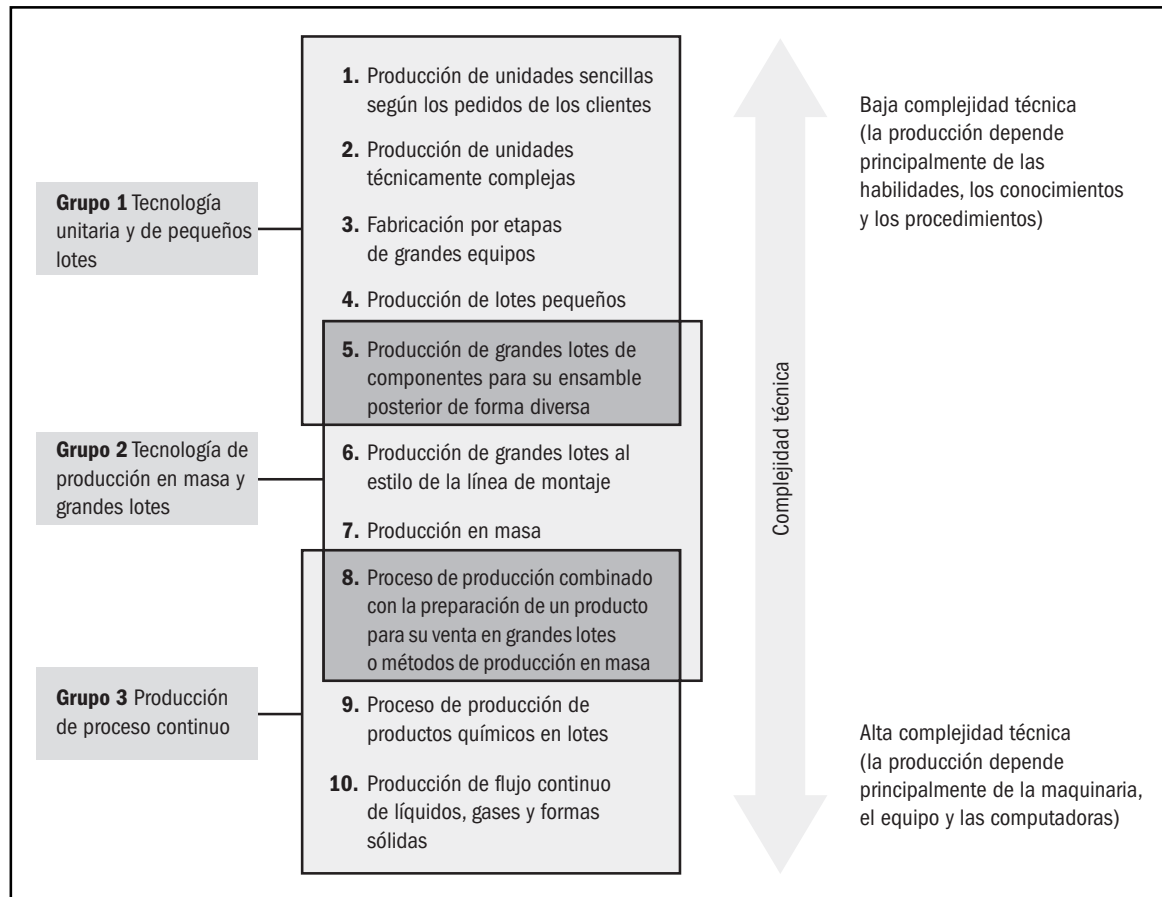 1. Producción de unidades sencillas
según los pedidos de los clientes
2. Producción de unidades
técnicamente complejas
3. Fabricación por etapas
de grandes equipos
4. Producción de lotes pequeños
5. Producción de grandes lotes de
componentes para su ensamble
posterior de forma diversa
6. Producción de grandes lotes al
estilo de la línea de montaje
7. Producción en masa
8. Proceso de producción combinado
con la preparación de un producto
para su venta en grandes lotes
o métodos de producción en masa
9. Proceso de producción de
productos químicos en lotes
10. Producción de flujo continuo
de líquidos, gases y formas
sólidas
Grupo 1 Tecnología
unitaria y de pequeños
lotes
Grupo 2 Tecnología de
producción en masa y
grandes lotes
Grupo 3 Producción
de proceso continuo
Complejidad técnica
Baja complejidad técnica
(la producción depende
principalmente de las
habilidades, los conocimientos
y los procedimientos)
Alta complejidad técnica
(la producción depende
principalmente de la maquinaria,
el equipo y las computadoras)